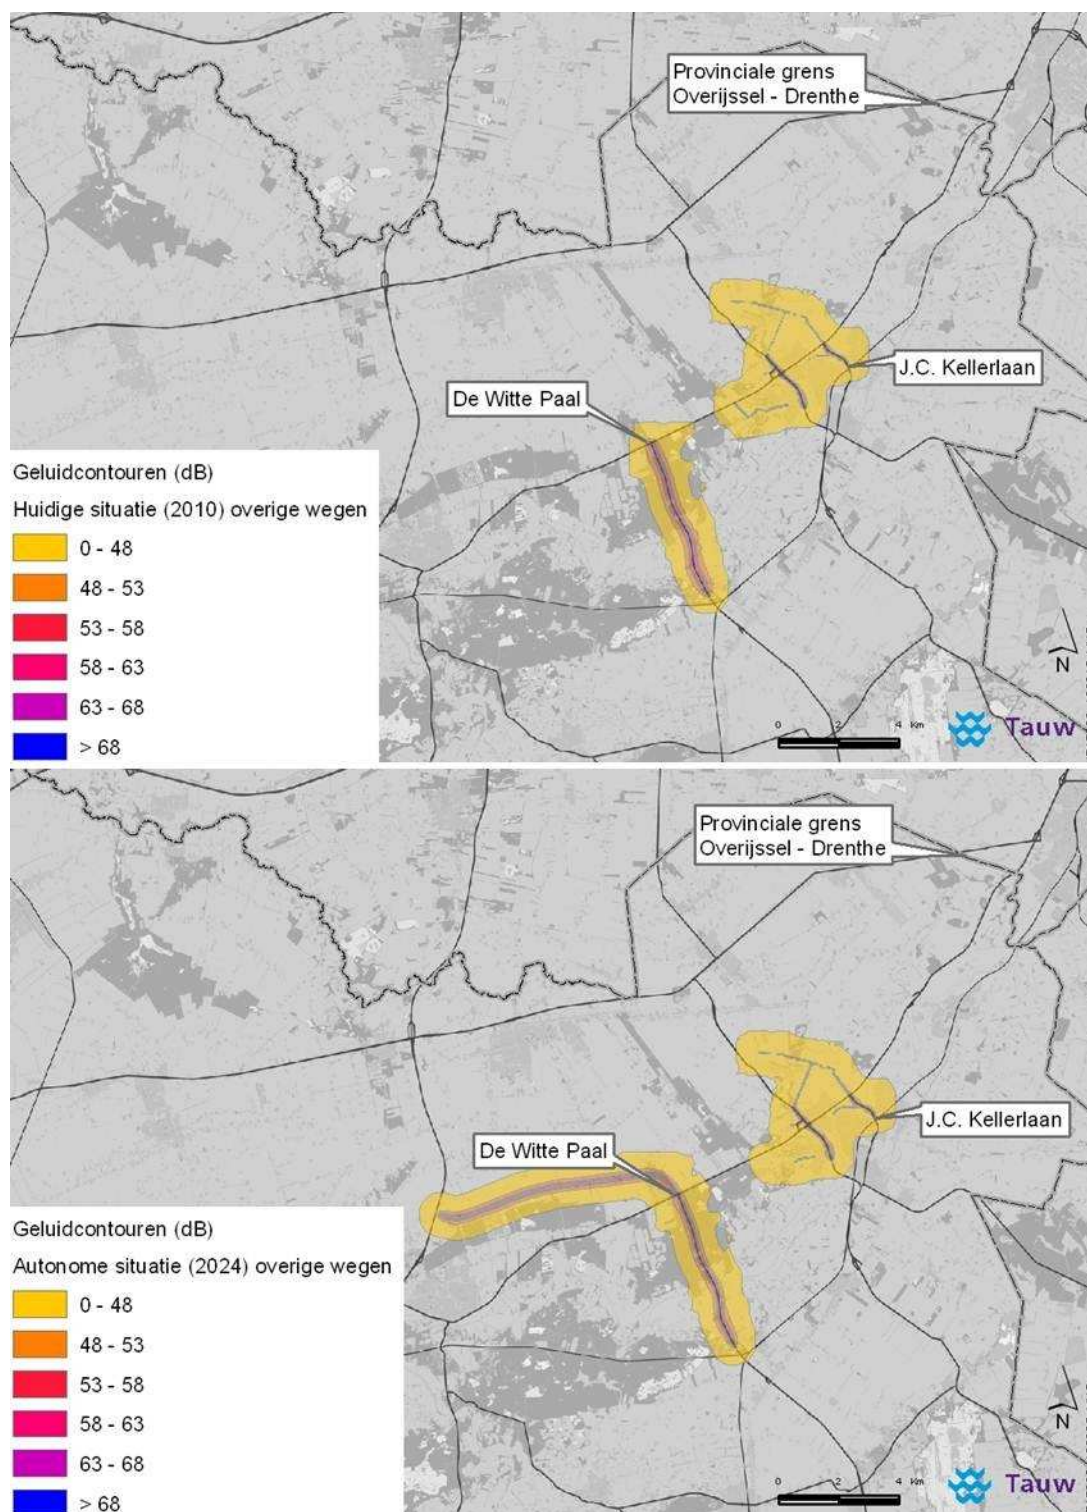 Provinciale grens
Overijssel - Drenthe
J.C. Kellerlaan
De Witte Paal
Geluidcontouren (dB)
Huidige situatie (2010) overige wegen
0 - 48
48 - 53
53 - 58
58 - 63
63 - 68
> 68
N
0 2 4 Km
Tauw
Provinciale grens
Overijssel - Drenthe
J.C. Kellerlaan
De Witte Paal
Geluidcontouren (dB)
Autonome situatie (2024) overige wegen
0 - 48
48 - 53
53 - 58
58 - 63
63 - 68
> 68
N
0 2 4 Km
Tauw